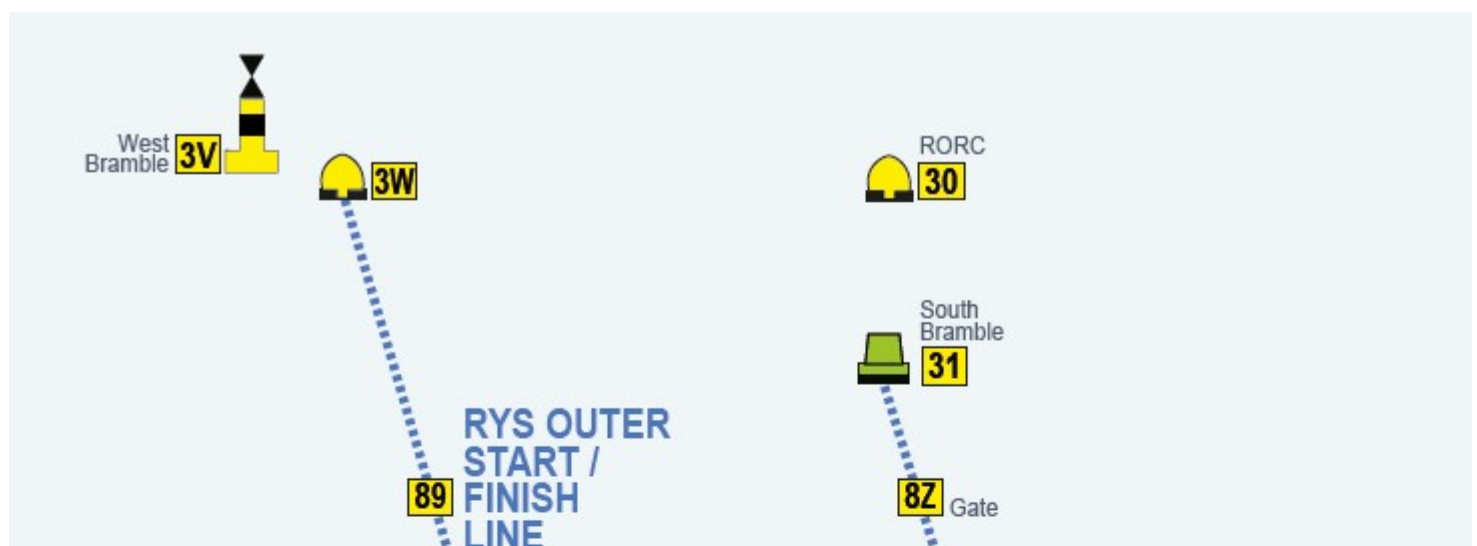 West
Bramble
3V
3W
RORC
30
South
Bramble
31
RYS OUTER
START /
FINISH
LINE
89
8Z
Gate